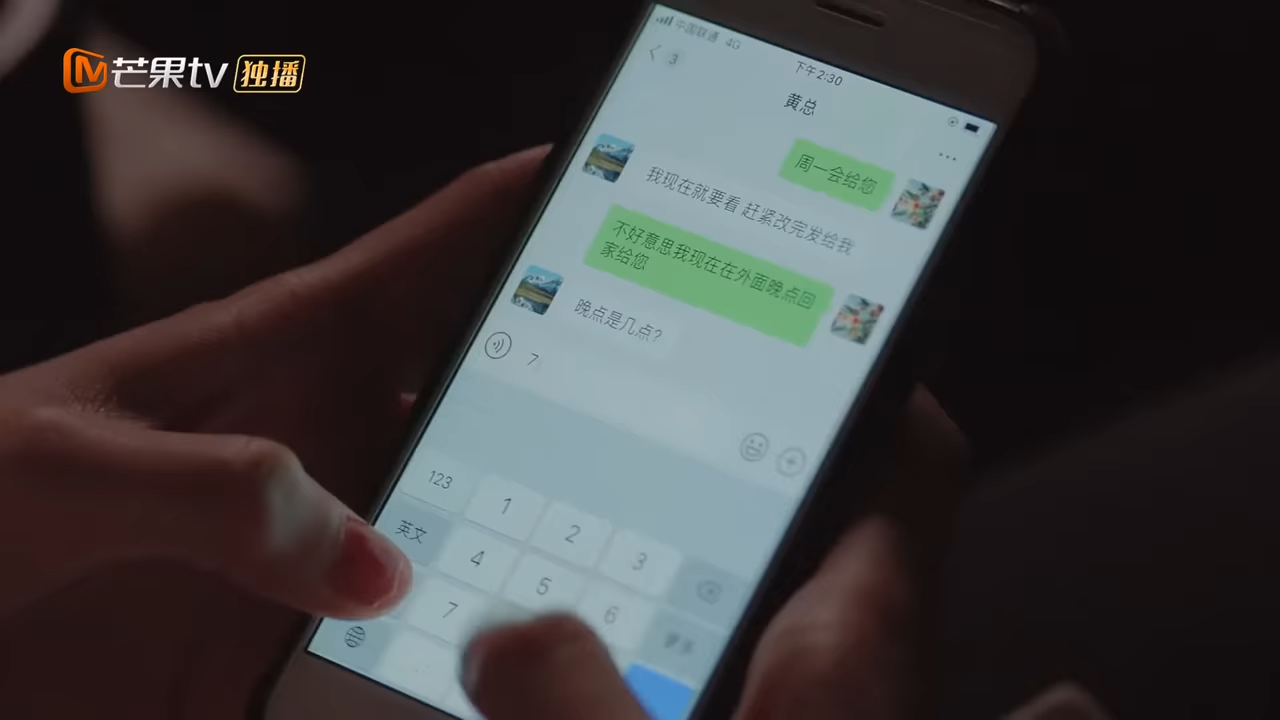 芒果tv 独播
中国联通 4G
下午2:30
3
黄总
周一会给您
我现在就要看 赶紧改完发给我
不好意思我现在在外面晚点回
家给您
晚点是几点?
7
123
1
2
3
英文
4
5
6
7
更多